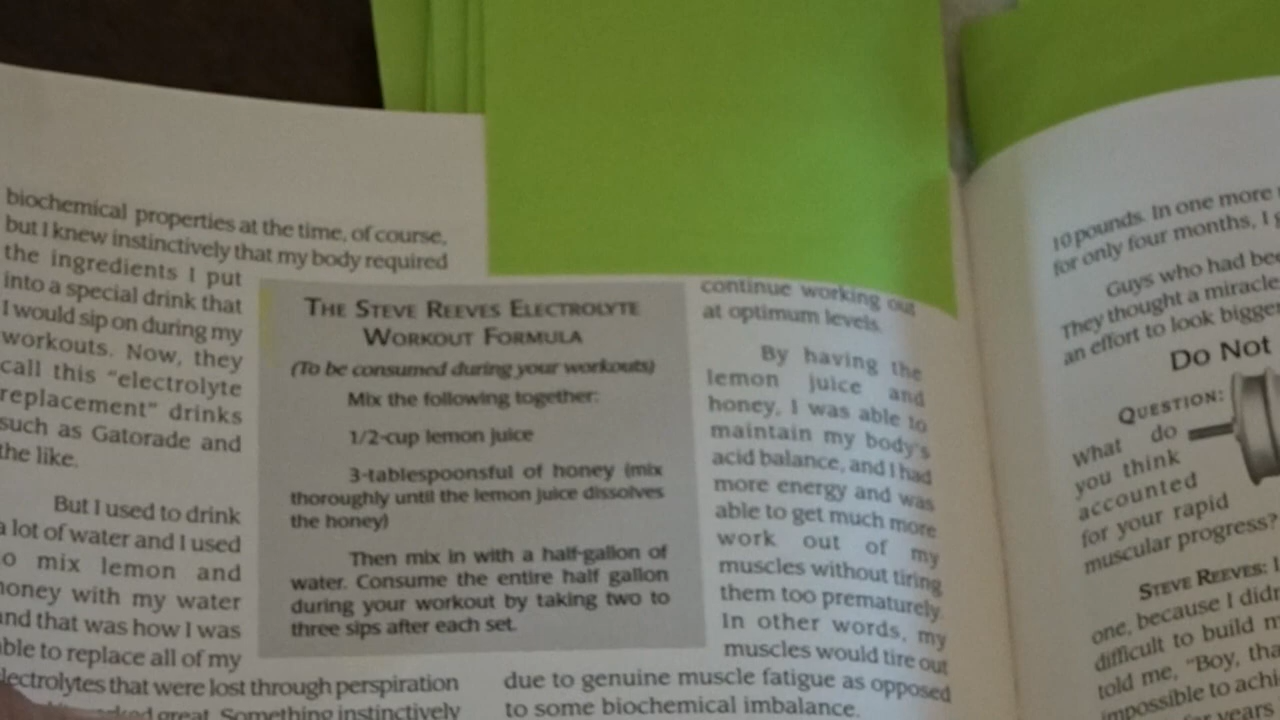 biochemical properties at the time, of course,
but I knew instinctively that my body required
the ingredients I put
into a special drink that
I would sip on during my
workouts. Now, they
call this "electrolyte
replacement" drinks
such as Gatorade and
the like.
But I used to drink
a lot of water and I used
o mix lemon and
honey with my water
and that was how I was
able to replace all of my
lectrolytes that were lost through perspiration
great. Something instinctively
THE STEVE REEVES ELECTROLYTE
WORKOUT FORMULA
(To be consumed during your workouts)
Mix the following together:
1/2-cup lemon juice
3-tablespoonsful of honey (mix
thoroughly until the lemon juice dissolves
the honey)
Then mix in with a half-gallon of
water. Consume the entire half gallon
during your workout by taking two to
three sips after each set.
continue working out
at optimum levels.
By having the
lemon juice and
honey, I was able to
maintain my body's
acid balance, and I had
more energy and was
able to get much more
work out of my
muscles without tiring
them too prematurely.
In other words, my
muscles would tire out
due to genuine muscle fatigue as opposed
to some biochemical imbalance.
10 pounds. In one more
for only four months, I
Guys who had bee
They thought a miracle
an effort to look bigge
DO NOT
QUESTION:
What do
you think
accounted
for your rapid
muscular progress?
STEVE REEVES: I
one, because I didn
difficult to build m
told me, "Boy, tha
impossible to achi
years